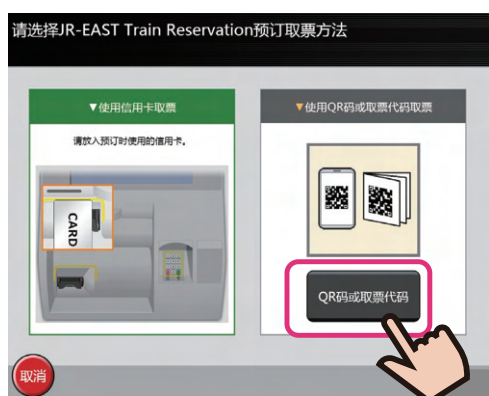 请选择JR-EAST Train Reservation预订取票方法
▼使用信用卡取票
▼使用QR码或取票代码取票
请放入预订时使用的信用卡。
CARD
QR码或取票代码
取消